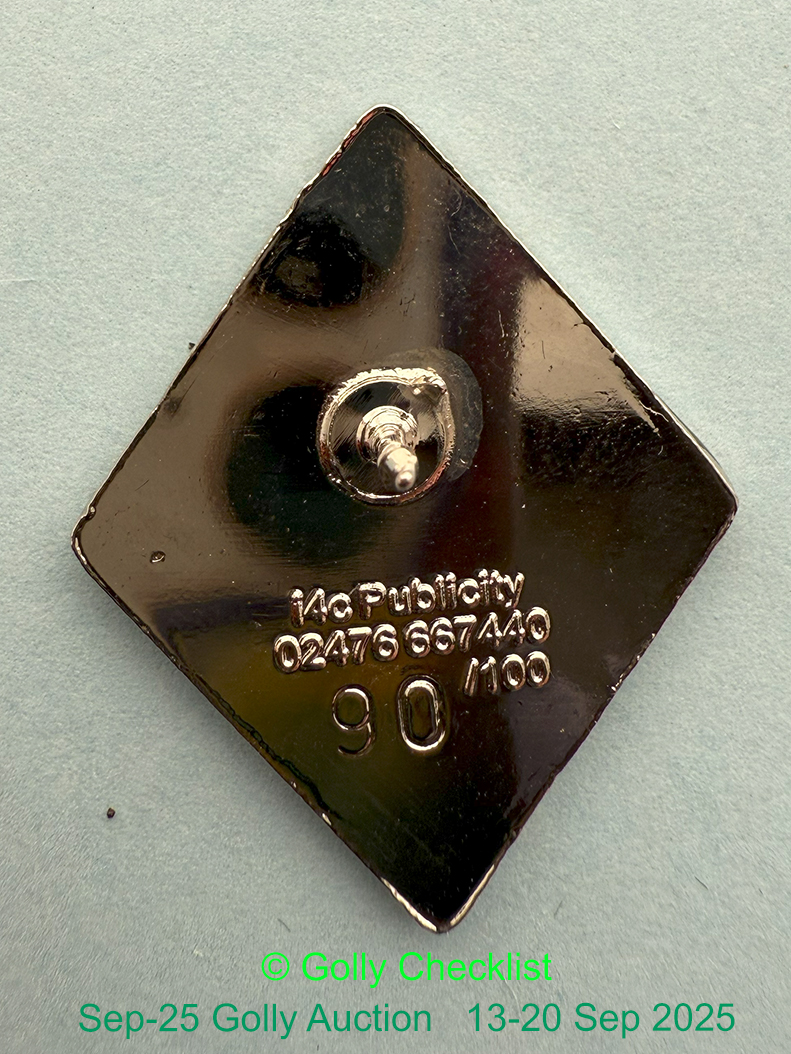 i4c Publicity
02476 667440
/100
90
© Golly Checklist
Sep-25 Golly Auction 13-20 Sep 2025